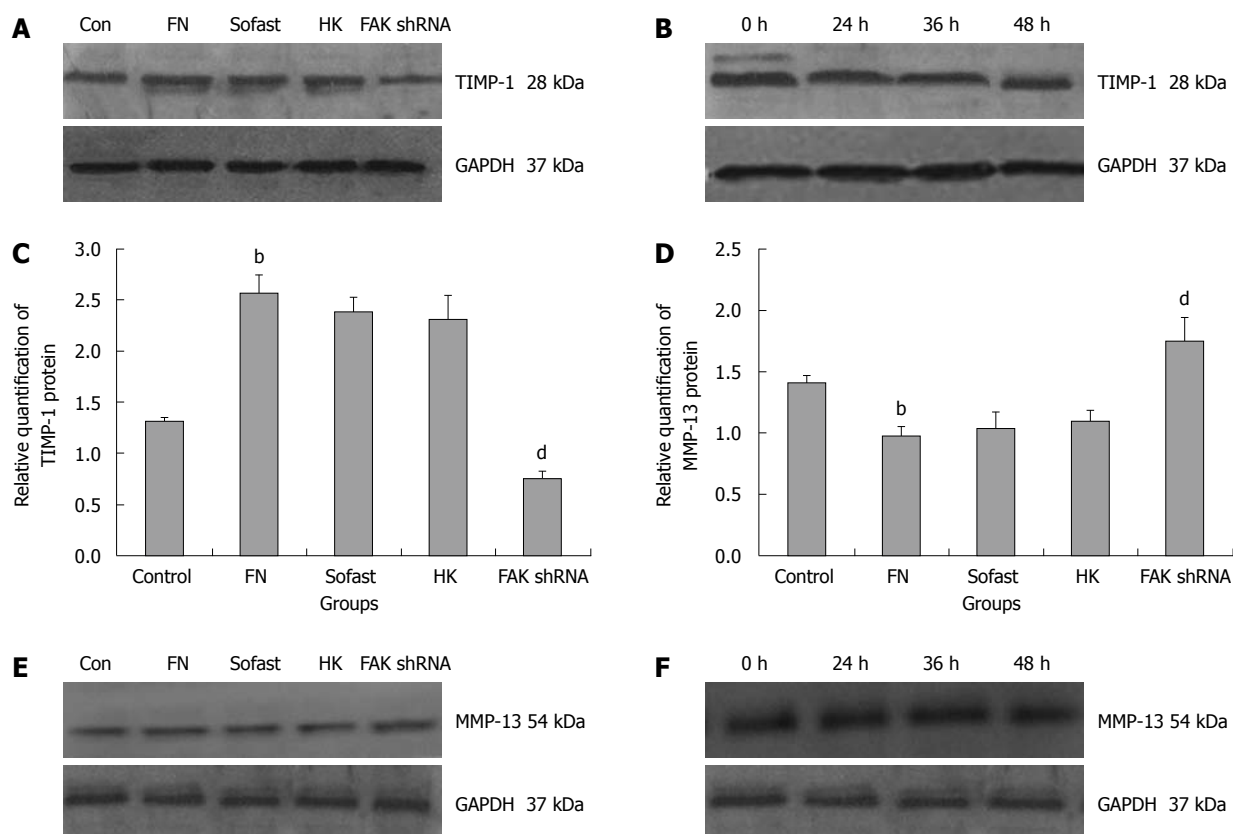 A
Con FN Sofast HK FAK shRNA
TIMP-1 28 kDa
GAPDH 37 kDa
B
0 h 24 h 36 h 48 h
TIMP-1 28 kDa
GAPDH 37 kDa
C
Relative quantification of
TIMP-1 protein
3.0
2.5
2.0
1.5
1.0
0.5
0.0
b
d
Control FN Sofast HK FAK shRNA
Groups
D
Relative quantification of
MMP-13 protein
2.5
2.0
1.5
1.0
0.5
0.0
b
d
Control FN Sofast HK FAK shRNA
Groups
E
Con FN Sofast HK FAK shRNA
MMP-13 54 kDa
GAPDH 37 kDa
F
0 h 24 h 36 h 48 h
MMP-13 54 kDa
GAPDH 37 kDa